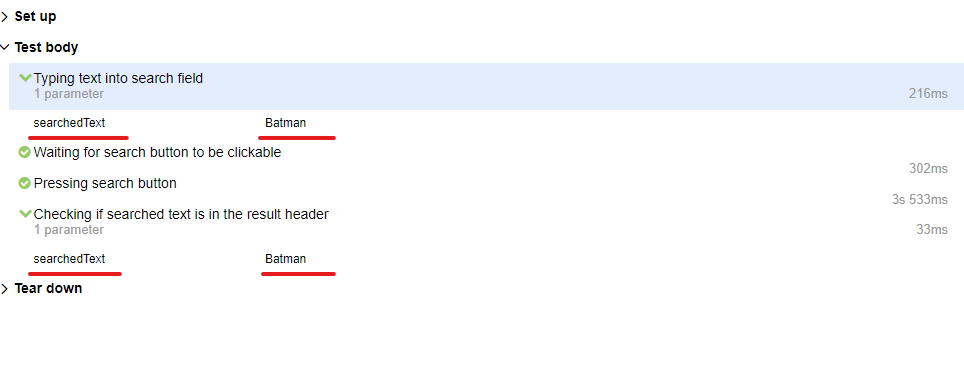 Set up
Test body
Typing text into search field
1 parameter 216ms
searchedText Batman
Waiting for search button to be clickable
302ms
Pressing search button
3s 533ms
Checking if searched text is in the result header
1 parameter 33ms
searchedText Batman
Tear down